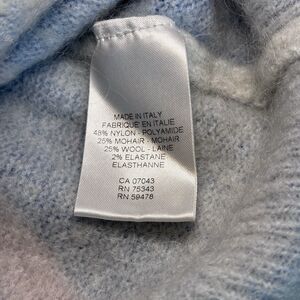 MADE IN ITALY
FABRIQUE EN ITALIE
48% NYLON - POLYAMIDE
25% MOHAIR - MOHAIR
25% WOOL - LAINE
2% ELASTANE
ELASTHANNE
CA 07043
RN 75343
RN 59478